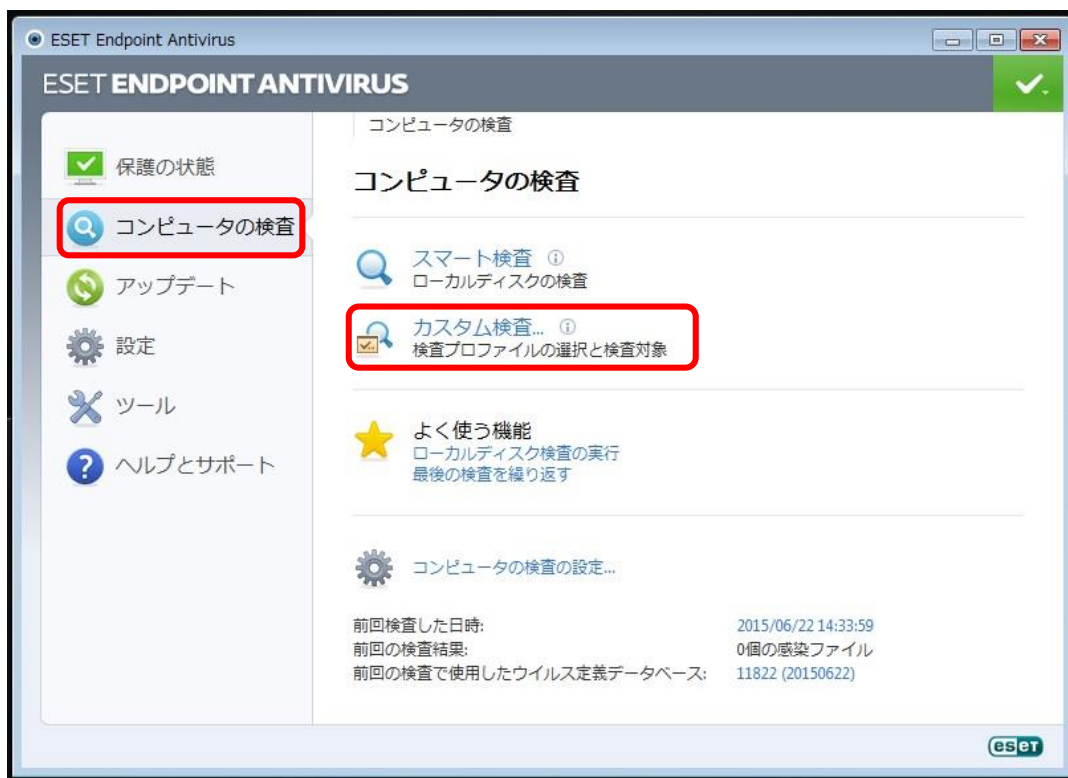 ESET Endpoint Antivirus
ESET ENDPOINT ANTIVIRUS
保護の状態
コンピュータの検査
アップデート
設定
ツール
ヘルプとサポート
コンピュータの検査
コンピュータの検査
スマート検査
ローカルディスクの検査
カスタム検査...
検査プロファイルの選択と検査対象
よく使う機能
ローカルディスク検査の実行
最後の検査を繰り返す
コンピュータの検査の設定...
前回検査した日時: 2015/06/22 14:33:59
前回の検査結果: 0個の感染ファイル
前回の検査で使用したウイルス定義データベース: 11822 (20150622)
eseT